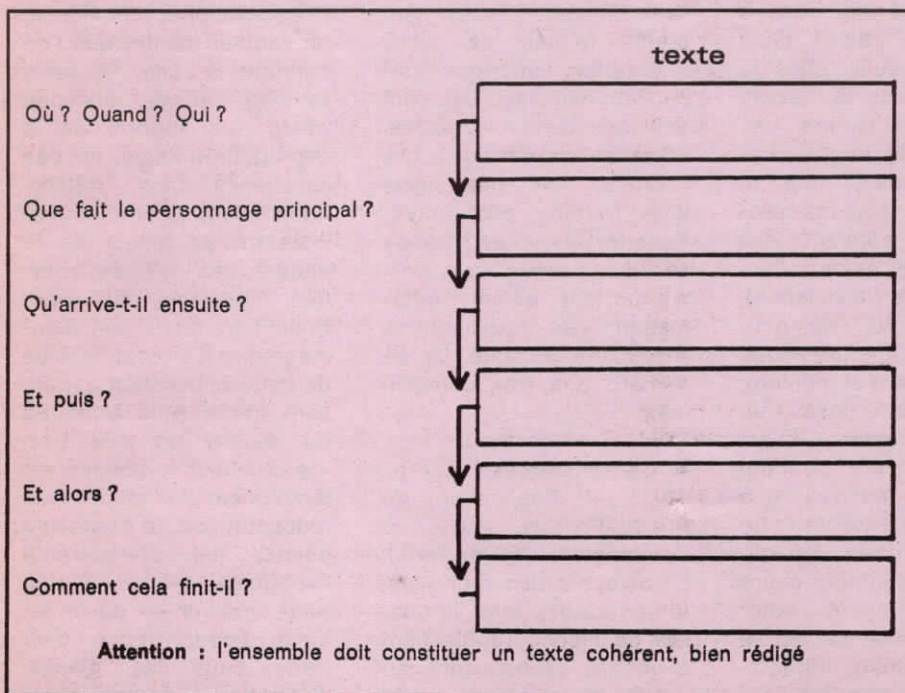 texte
Où ? Quand ? Qui ?
Que fait le personnage principal ?
Qu'arrive-t-il ensuite ?
Et puis ?
Et alors ?
Comment cela finit-il ?
Attention : l'ensemble doit constituer un texte cohérent, bien rédigé